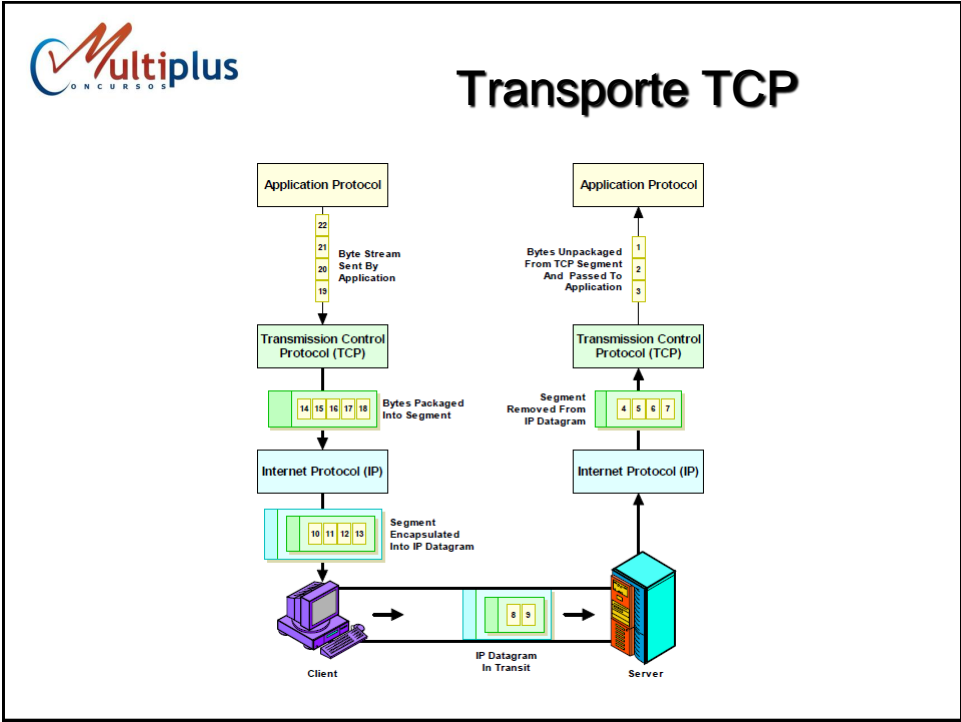 Multiplus
CONCURSOS
Transporte TCP
Application Protocol
22
21
20
19
Byte Stream
Sent By
Application
Transmission Control
Protocol (TCP)
14 15 16 17 18
Bytes Packaged
Into Segment
Internet Protocol (IP)
10 11 12 13
Segment
Encapsulated
Into IP Datagram
Client
8 9
IP Datagram
In Transit
Application Protocol
Bytes Unpackaged
From TCP Segment
And Passed To
Application
1
2
3
Transmission Control
Protocol (TCP)
Segment
Removed From
IP Datagram
4 5 6 7
Internet Protocol (IP)
Server